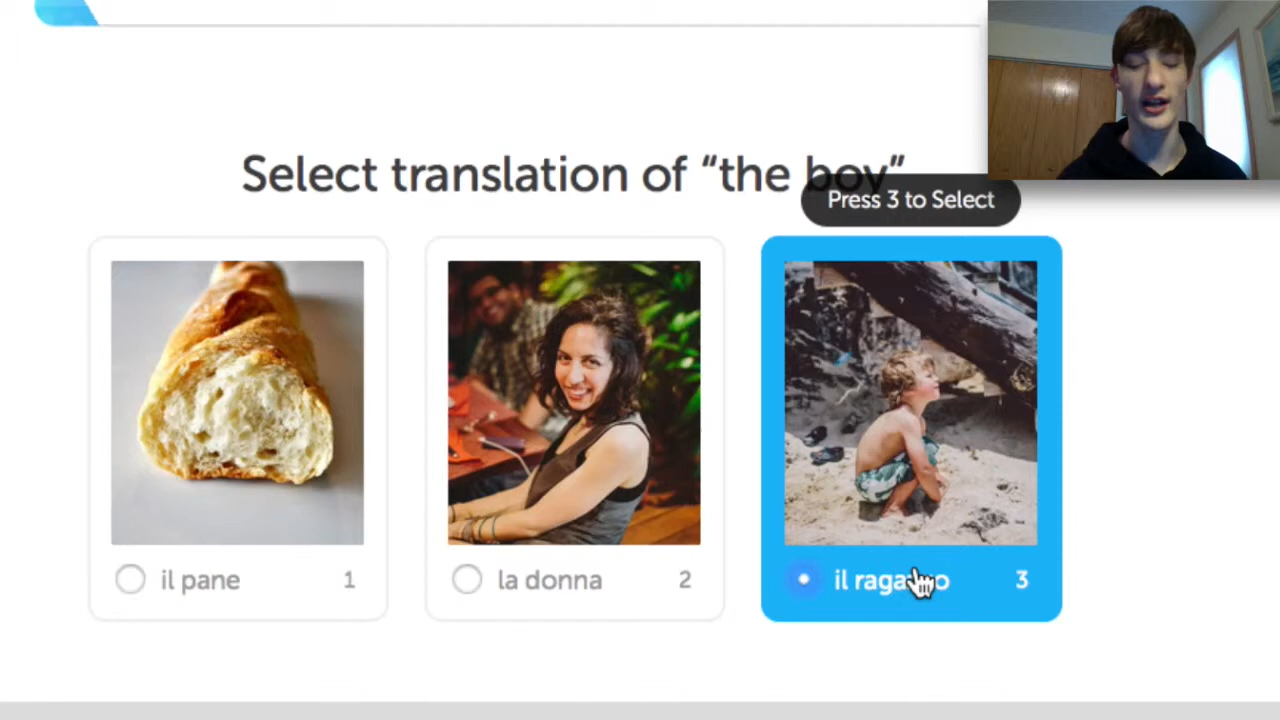 Select translation of “the boy”
Press 3 to Select
il pane 1
la donna 2
il 3